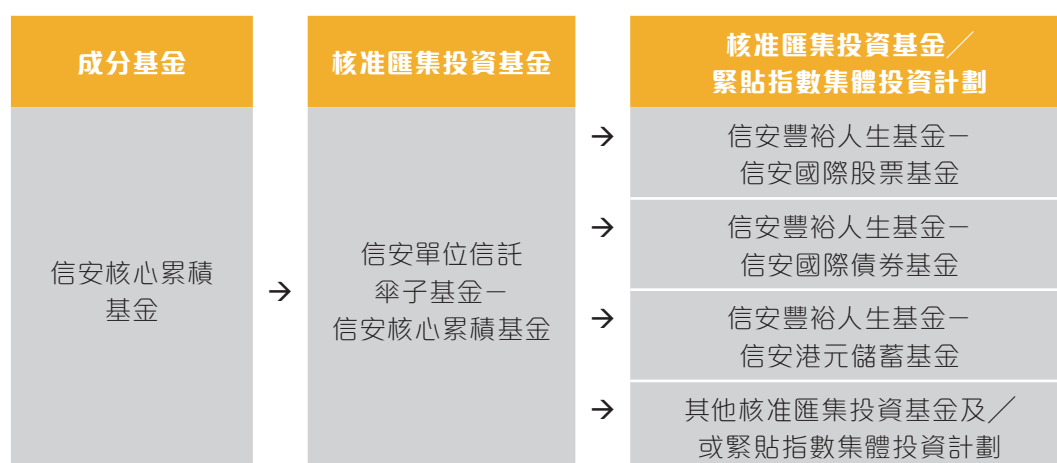 成分基金
核准匯集投資基金
核准匯集投資基金╱
緊貼指數集體投資計劃
信安核心累積
基金
→
信安單位信託
傘子基金－
信安核心累積基金
→
信安豐裕人生基金－
信安國際股票基金
→
信安豐裕人生基金－
信安國際債券基金
→
信安豐裕人生基金－
信安港元儲蓄基金
→
其他核准匯集投資基金及╱
或緊貼指數集體投資計劃